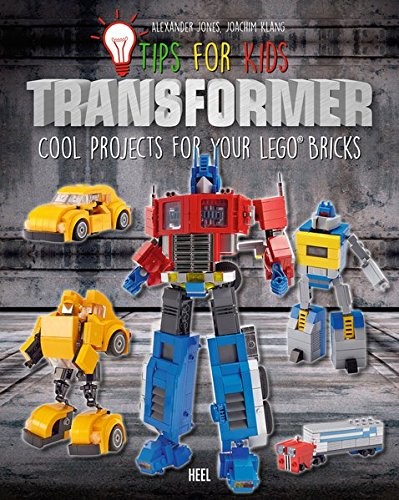 ALEXANDER JONES, JOACHIM KLANG
TIPS FOR KIDS
TRANSFORMER
COOL PROJECTS FOR YOUR LEGO® BRICKS
HEEL